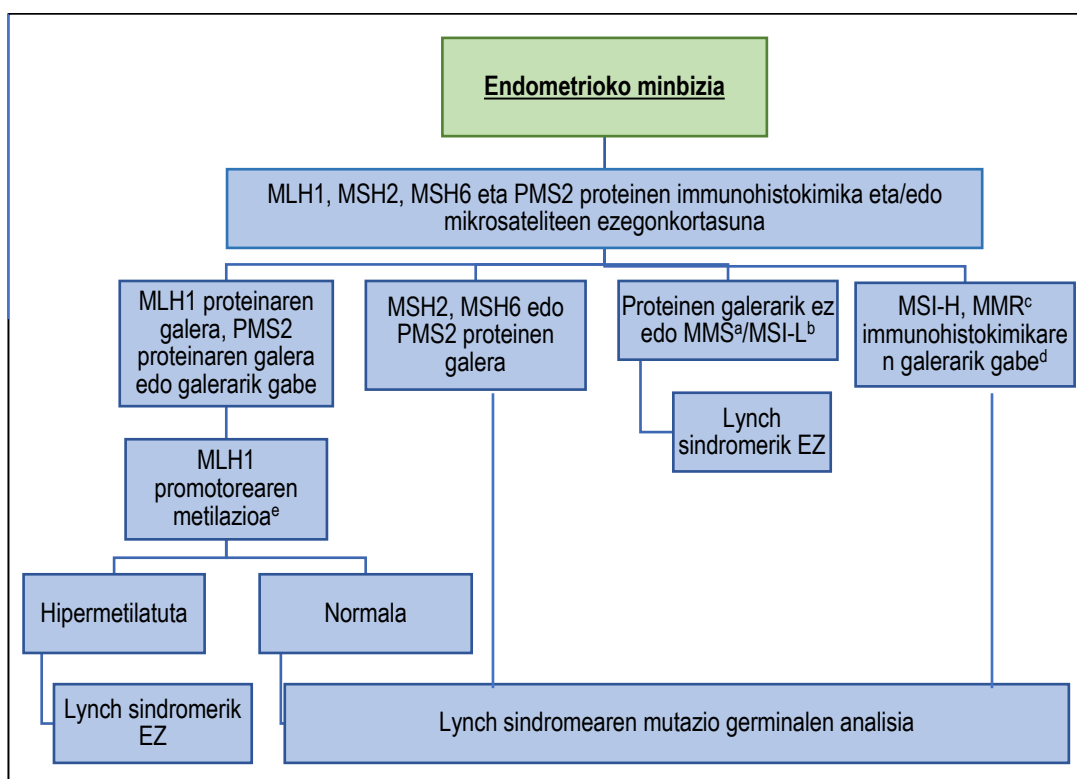 Endometrioko minbizia
MLH1, MSH2, MSH6 eta PMS2 proteinen immunohistokimika eta/edo
mikrosateliteen ezegonkortasuna
MLH1 proteinaren
galera, PMS2
proteinaren galera
edo galerarik gabe
MSH2, MSH6 edo
PMS2 proteinen
galera
Proteinen galerarik ez
edo MMSᵃ/MSI-Lᵇ
MSI-H, MMRᶜ
immunohistokimikare
n galerarik gabeᵈ
Lynch
sindromerik EZ
MLH1
promotorearen
metilazioaᵉ
Hipermetilatuta
Normala
Lynch sindromerik
EZ
Lynch sindromearen mutazio germinalen analisia